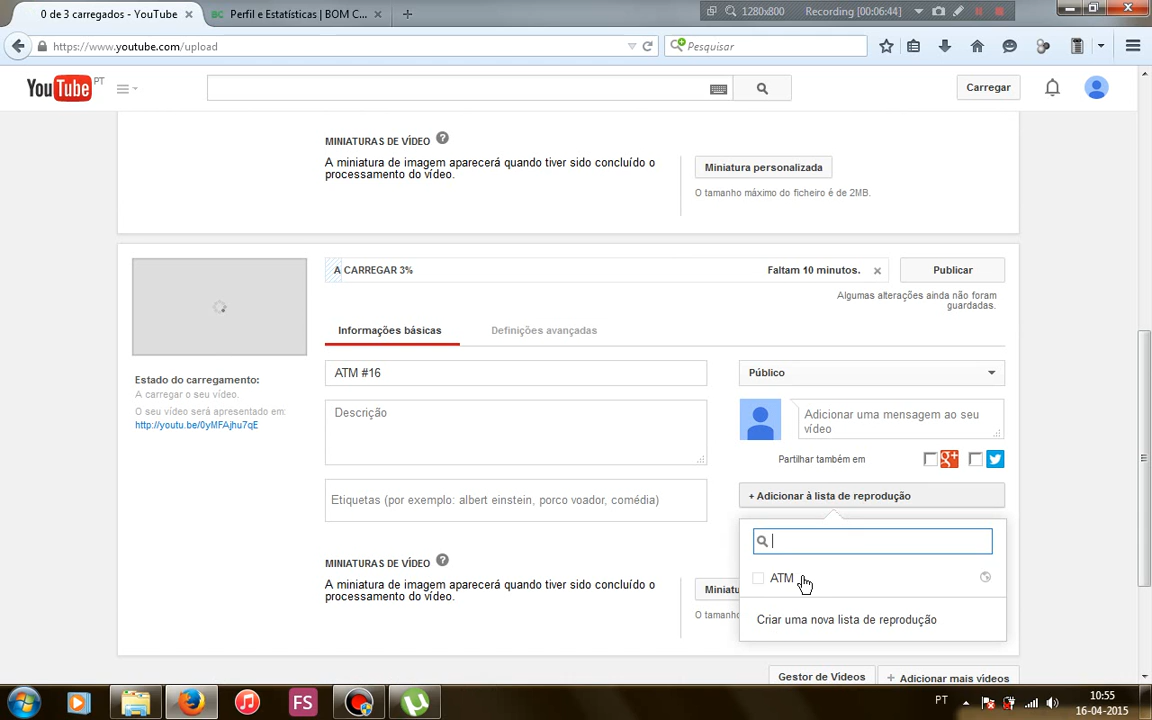 0 de 3 carregados - YouTube
Perfil e Estatísticas | BOM C...
1280x800
Recording [00:06:44]
https://www.youtube.com/upload
Pesquisar
YouTube PT
Carregar
MINIATURAS DE VÍDEO
A miniatura de imagem aparecerá quando tiver sido concluído o
processamento do vídeo.
Miniatura personalizada
O tamanho máximo do ficheiro é de 2MB.
A CARREGAR 3%
Faltam 10 minutos.
Publicar
Algumas alterações ainda não foram
guardadas.
Informações básicas
Definições avançadas
Estado do carregamento:
A carregar o seu vídeo.
O seu vídeo será apresentado em:
http://youtu.be/0yMFAjhu7qE
ATM #16
Descrição
Etiquetas (por exemplo: albert einstein, porco voador, comédia)
Público
Adicionar uma mensagem ao seu
vídeo
Partilhar também em
g+
+ Adicionar à lista de reprodução
ATM
Criar uma nova lista de reprodução
MINIATURAS DE VÍDEO
A miniatura de imagem aparecerá quando tiver sido concluído o
processamento do vídeo.
Miniatu
O tamanho
Gestor de Vídeos
+ Adicionar mais vídeos
FS
PT
10:55
16-04-2015